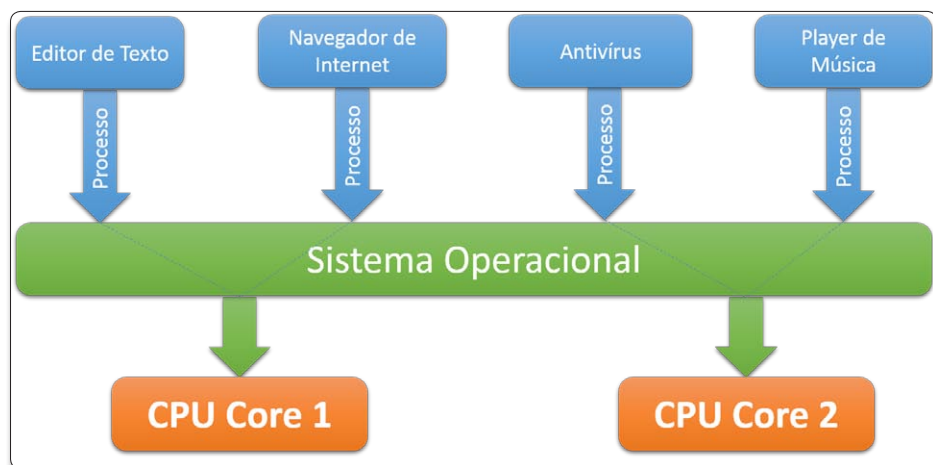 Editor de Texto
Navegador de
Internet
Antivírus
Player de
Música
Processo
Processo
Processo
Processo
Sistema Operacional
CPU Core 1
CPU Core 2